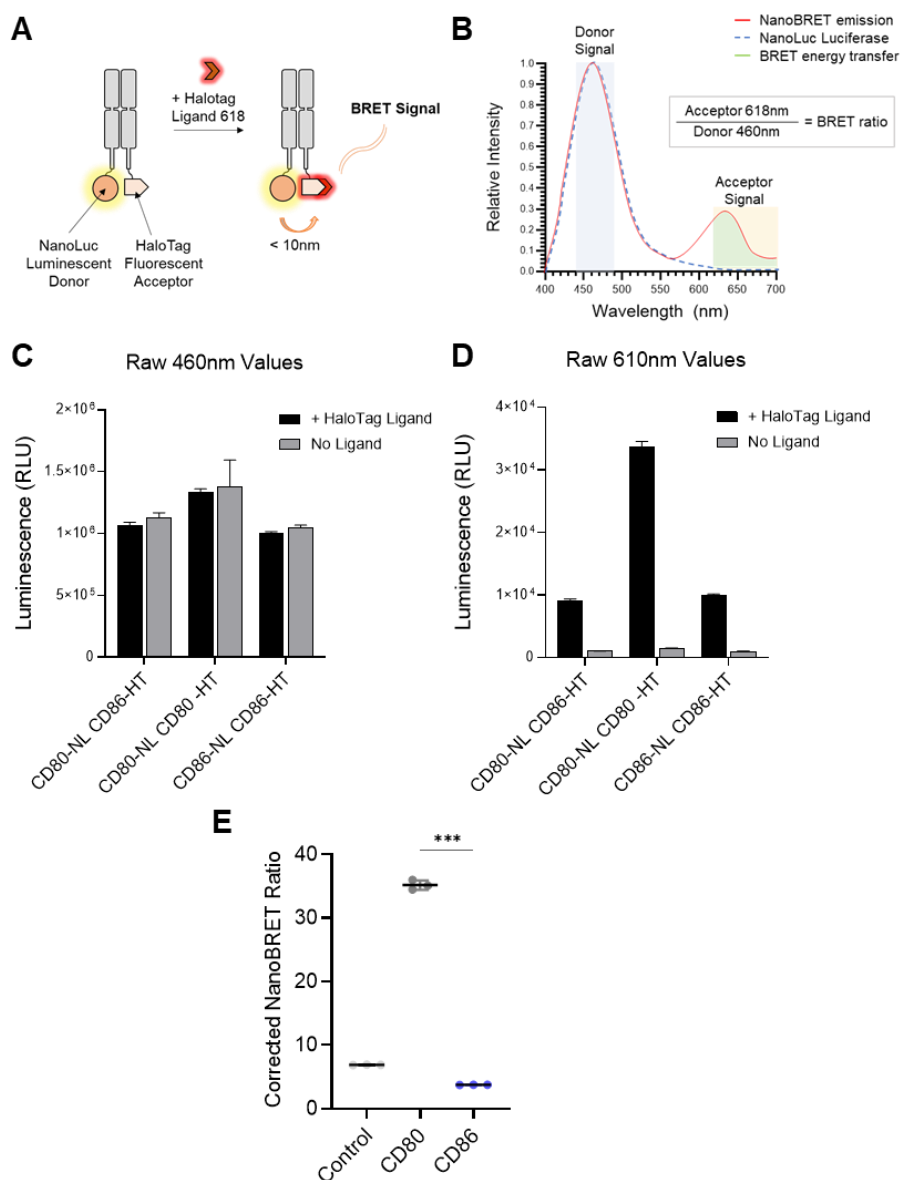 A
+ Halotag
Ligand 618
BRET Signal
NanoLuc
Luminescent
Donor
HaloTag
Fluorescent
Acceptor
< 10nm
B
NanoBRET emission
NanoLuc Luciferase
BRET energy transfer
Donor
Signal
Acceptor 618nm
Donor 460nm
= BRET ratio
Acceptor
Signal
Relative Intensity
1.0
0.9
0.8
0.7
0.6
0.5
0.4
0.3
0.2
0.1
0.0
400
450
500
550
600
650
700
Wavelength (nm)
C
Raw 460nm Values
+ HaloTag Ligand
No Ligand
Luminescence (RLU)
2×10⁶
1.5×10⁶
1×10⁶
5×10⁵
0
CD80-NL CD86-HT
CD80-NL CD80 -HT
CD86-NL CD86-HT
D
Raw 610nm Values
+ HaloTag Ligand
No Ligand
Luminescence (RLU)
4×10⁴
3×10⁴
2×10⁴
1×10⁴
0
CD80-NL CD86-HT
CD80-NL CD80 -HT
CD86-NL CD86-HT
E
***
Corrected NanoBRET Ratio
40
30
20
10
0
Control
CD80
CD86